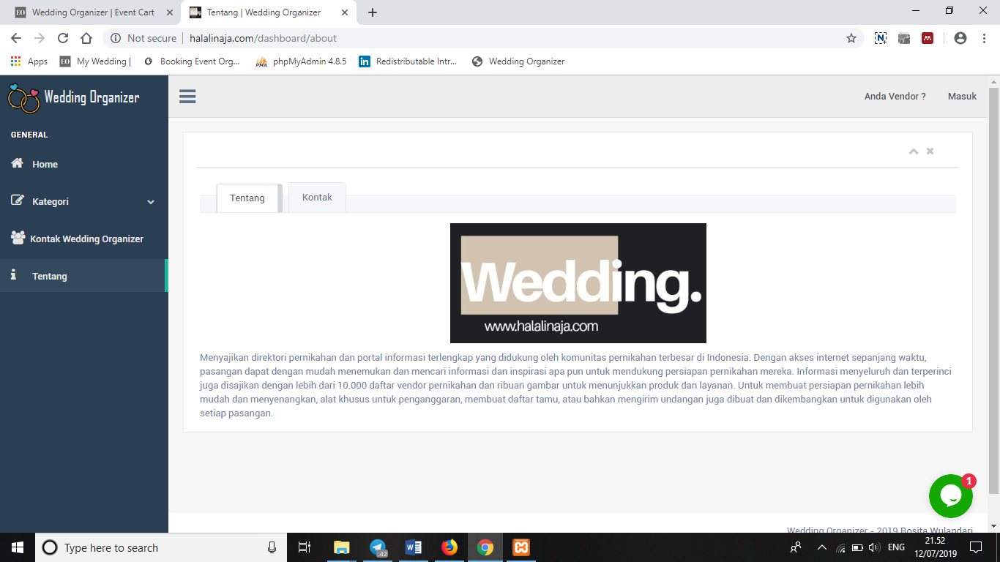 Wedding Organizer | Event Cart
Tentang | Wedding Organizer
Not secure | halalinaja.com/dashboard/about
Apps
My Wedding |
Booking Event Org...
phpMyAdmin 4.8.5
Redistributable Intr...
Wedding Organizer
Wedding Organizer
Anda Vendor ?
Masuk
GENERAL
Home
Kategori
Kontak Wedding Organizer
Tentang
Tentang
Kontak
Wedding.
www.halalinaja.com
Menyajikan direktori pernikahan dan portal informasi terlengkap yang didukung oleh komunitas pernikahan terbesar di Indonesia. Dengan akses internet sepanjang waktu,
pasangan dapat dengan mudah menemukan dan mencari informasi dan inspirasi apa pun untuk mendukung persiapan pernikahan mereka. Informasi menyeluruh dan terperinci
juga disajikan dengan lebih dari 10.000 daftar vendor pernikahan dan ribuan gambar untuk menunjukkan produk dan layanan. Untuk membuat persiapan pernikahan lebih
mudah dan menyenangkan, alat khusus untuk penganggaran, membuat daftar tamu, atau bahkan mengirim undangan juga dibuat dan dikembangkan untuk digunakan oleh
setiap pasangan.
1
Wedding Organizer - 2019 Rosita Wulandari
Type here to search
42
ENG
21.52
12/07/2019